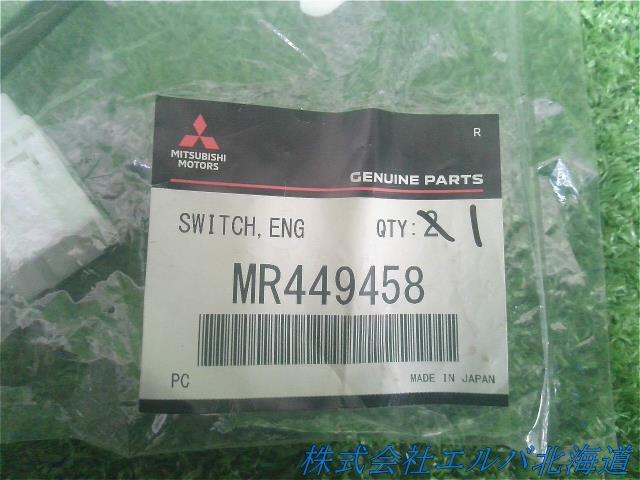 R
MITSUBISHI
MOTORS
GENUINE PARTS
SWITCH, ENG QTY: 2 1
MR449458
PC MADE IN JAPAN
株式会社エルバ北海道